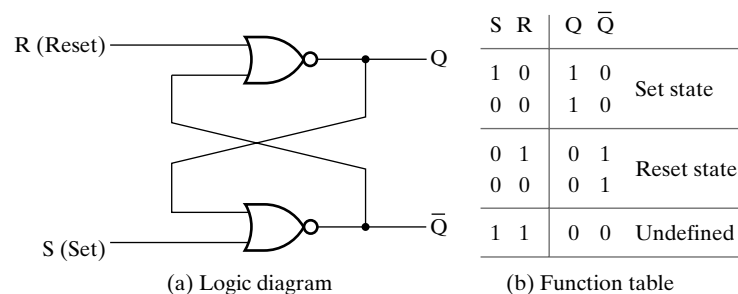 R (Reset)
Q
S (Set)
Q̅
(a) Logic diagram
S R Q Q̅
1 0 1 0
0 0 1 0
Set state
0 1 0 1
0 0 0 1
Reset state
1 1 0 0 Undefined
(b) Function table